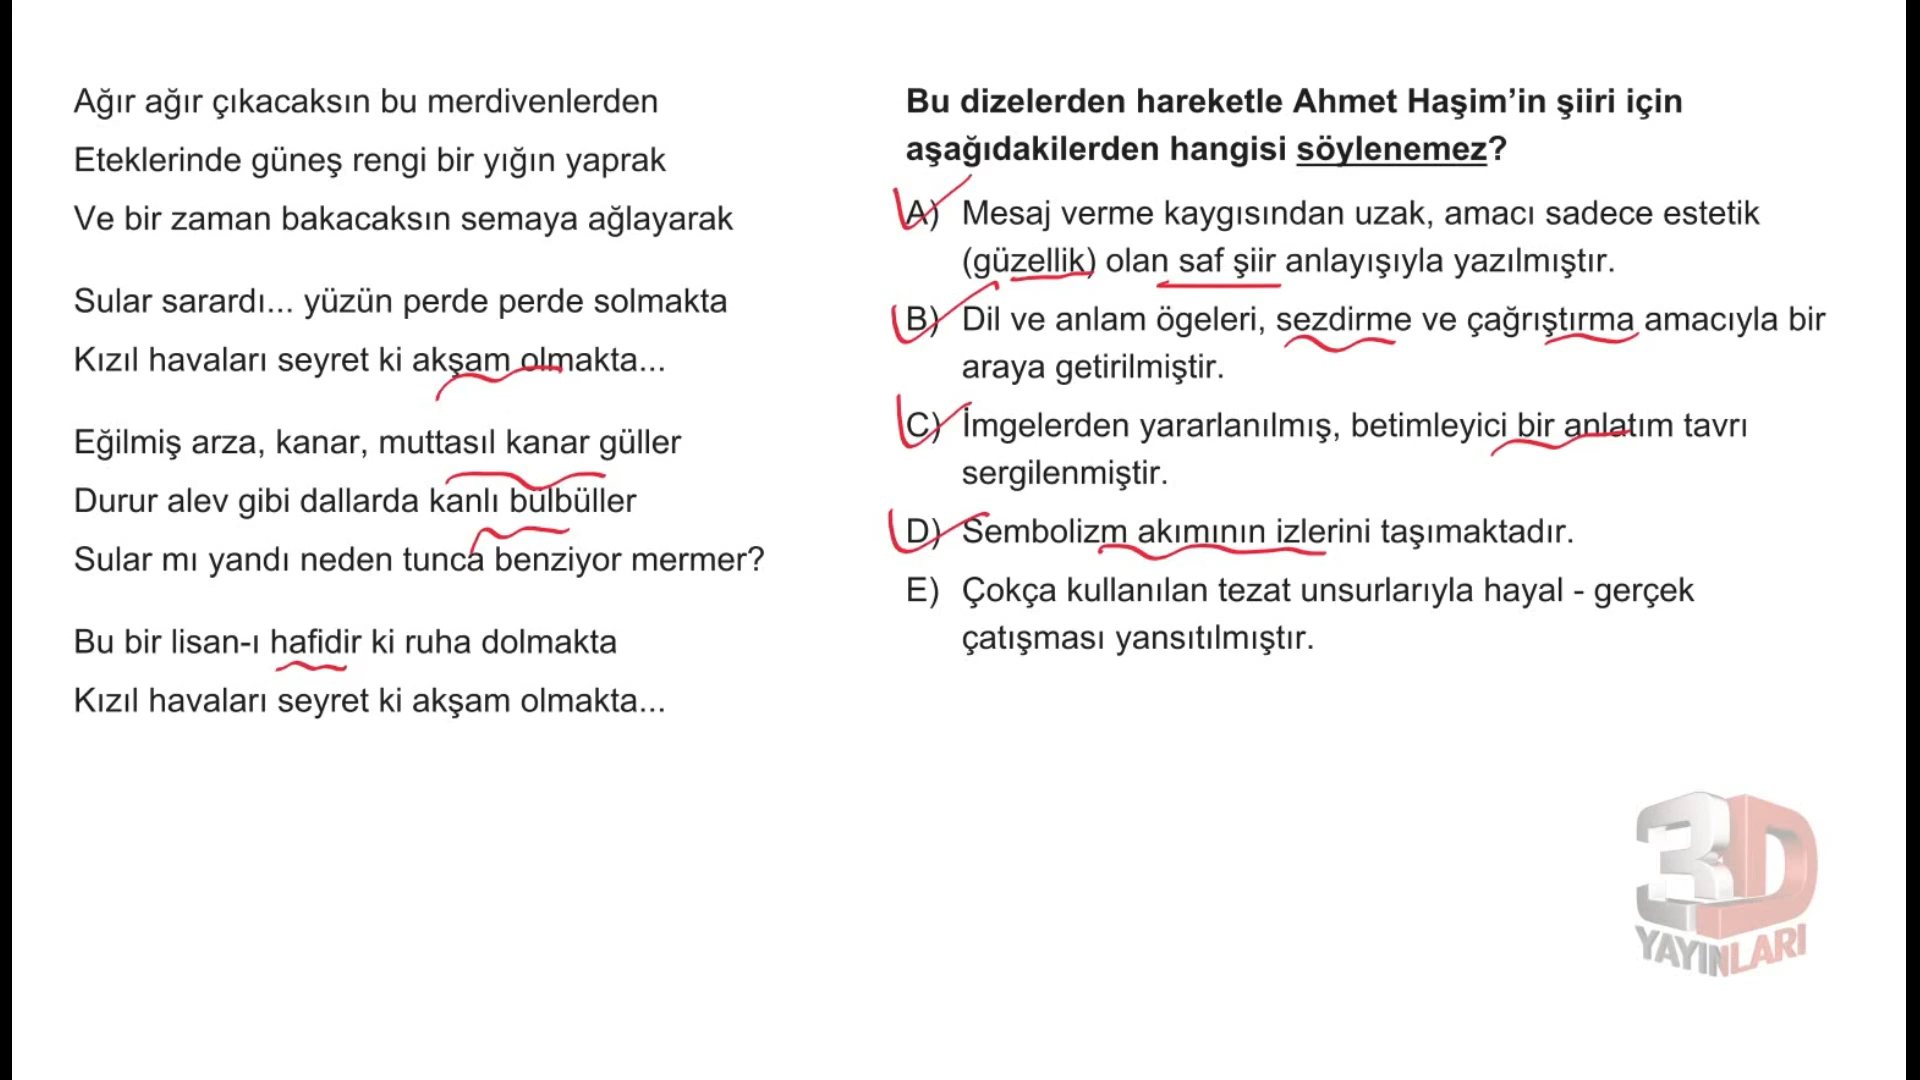 Ağır ağır çıkacaksın bu merdivenlerden
Eteklerinde güneş rengi bir yığın yaprak
Ve bir zaman bakacaksın semaya ağlayarak
Sular sarardı... yüzün perde perde solmakta
Kızıl havaları seyret ki akşam olmakta...
Eğilmiş arza, kanar, muttasıl kanar güller
Durur alev gibi dallarda kanlı bülbüller
Sular mı yandı neden tunca benziyor mermer?
Bu bir lisan-ı hafidir ki ruha dolmakta
Kızıl havaları seyret ki akşam olmakta...
Bu dizelerden hareketle Ahmet Haşim’in şiiri için
aşağıdakilerden hangisi söylenemez?
A) Mesaj verme kaygısından uzak, amacı sadece estetik
(güzellik) olan saf şiir anlayışıyla yazılmıştır.
B) Dil ve anlam ögeleri, sezdirme ve çağrıştırma amacıyla bir
araya getirilmiştir.
C) İmgelerden yararlanılmış, betimleyici bir anlatım tavrı
sergilenmiştir.
D) Sembolizm akımının izlerini taşımaktadır.
E) Çokça kullanılan tezat unsurlarıyla hayal - gerçek
çatışması yansıtılmıştır.
3D
YAYINLARI